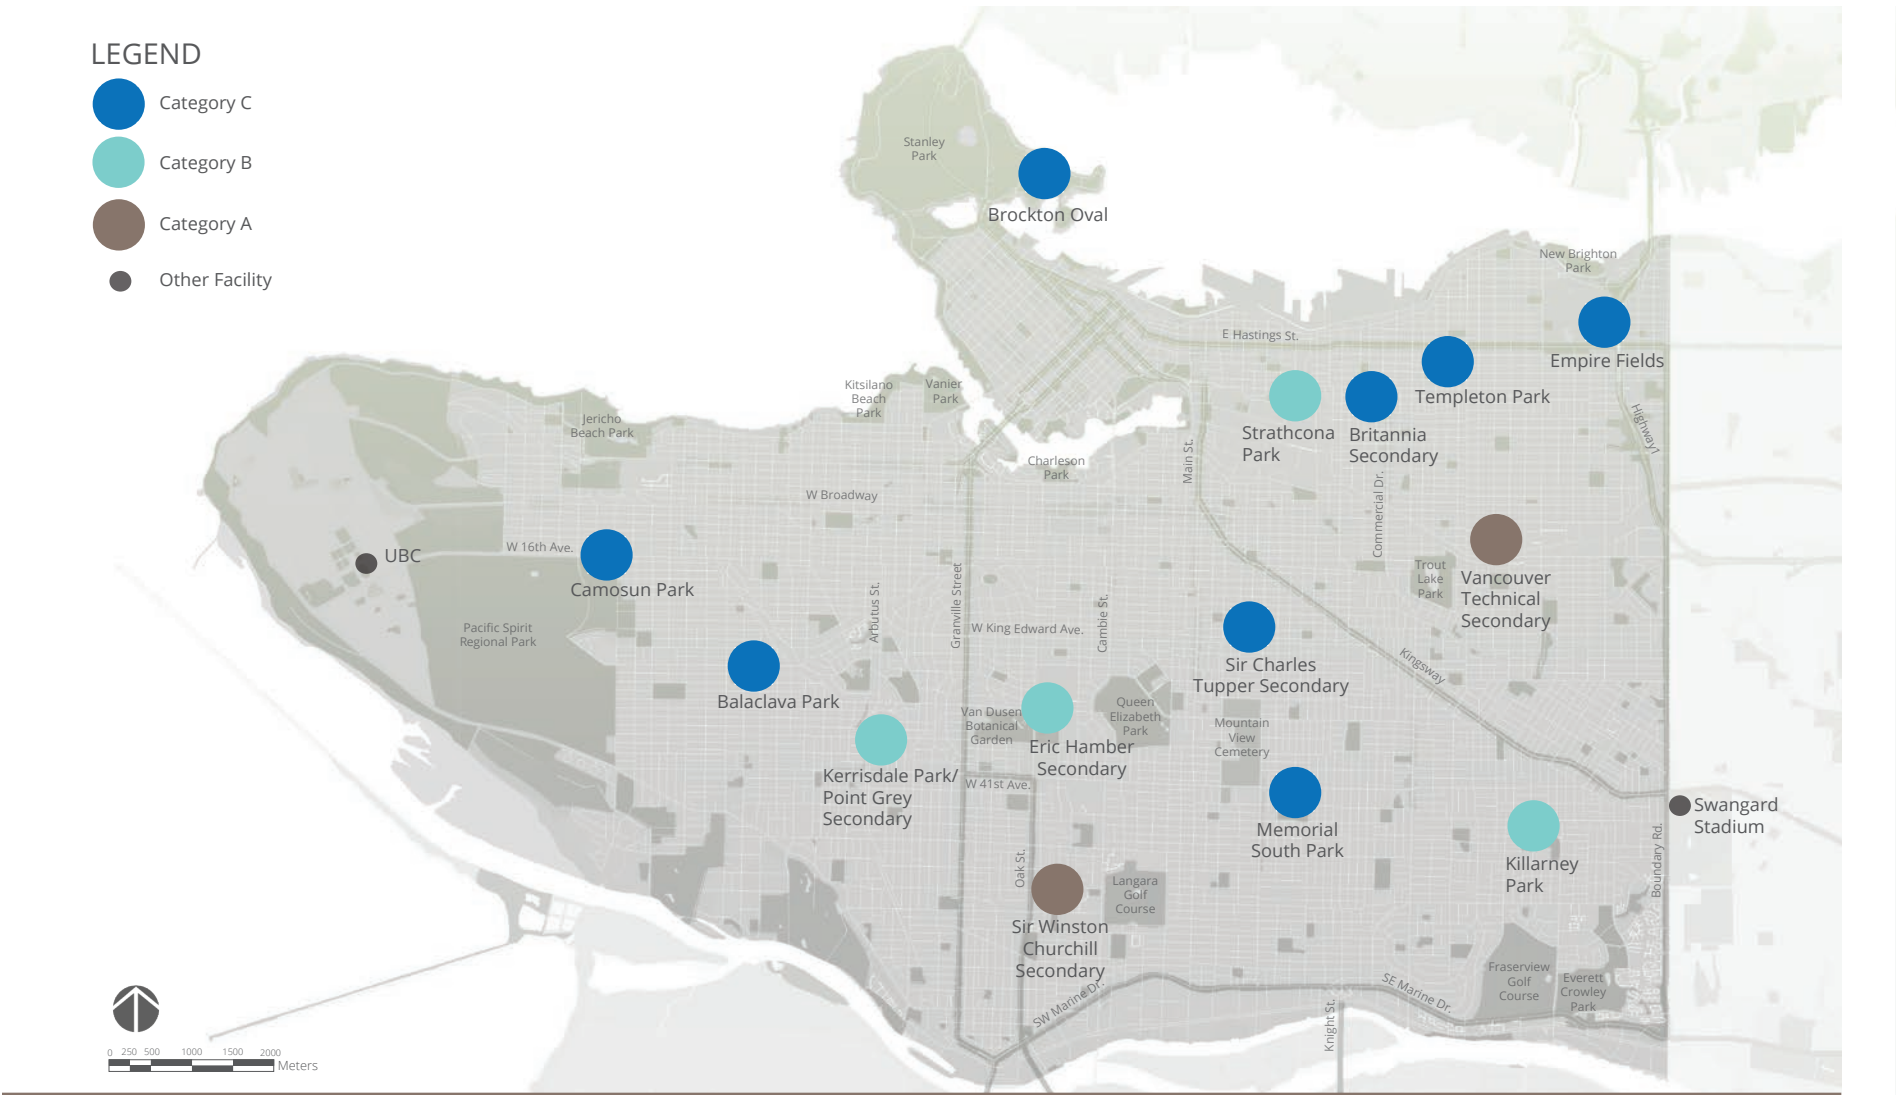 LEGEND
Category C
Category B
Category A
Other Facility
Stanley
Park
Brockton Oval
New Brighton
Park
E Hastings St.
Empire Fields
Templeton Park
Kitsilano
Beach
Park
Vanier
Park
Jericho
Beach Park
Strathcona
Park
Britannia
Secondary
Highway1
Charleson
Park
Main St.
Commercial Dr.
W Broadway
UBC
W 16th Ave.
Camosun Park
Trout
Lake
Park
Vancouver
Technical
Secondary
Pacific Spirit
Regional Park
Arbutus St.
Granville Street
W King Edward Ave.
Cambie St.
Sir Charles
Tupper Secondary
Kingsway
Balaclava Park
Van Dusen
Botanical
Garden
Queen
Elizabeth
Park
Mountain
View
Cemetery
Eric Hamber
Secondary
Kerrisdale Park/
Point Grey
Secondary
W 41st Ave.
Memorial
South Park
Swangard
Stadium
Killarney
Park
Boundary Rd.
Oak St.
Langara
Golf
Course
Sir Winston
Churchill
Secondary
SW Marine Dr.
SE Marine Dr.
Knight St.
Fraserview
Golf
Course
Everett
Crowley
Park
0 250 500 1000 1500 2000
Meters